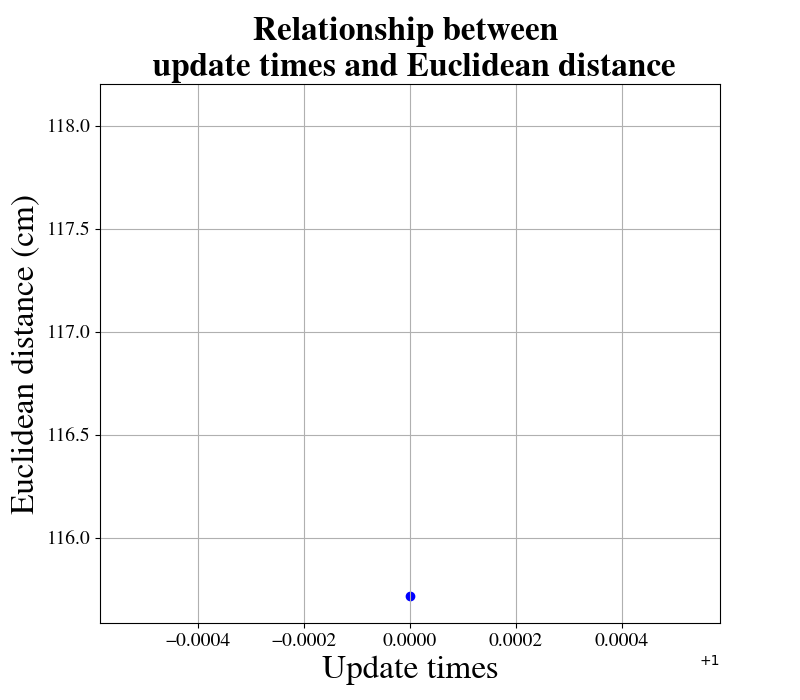 Relationship between
update times and Euclidean distance
118.0
117.5
117.0
116.5
116.0
Euclidean distance (cm)
−0.0004 −0.0002 0.0000 0.0002 0.0004
+1
Update times